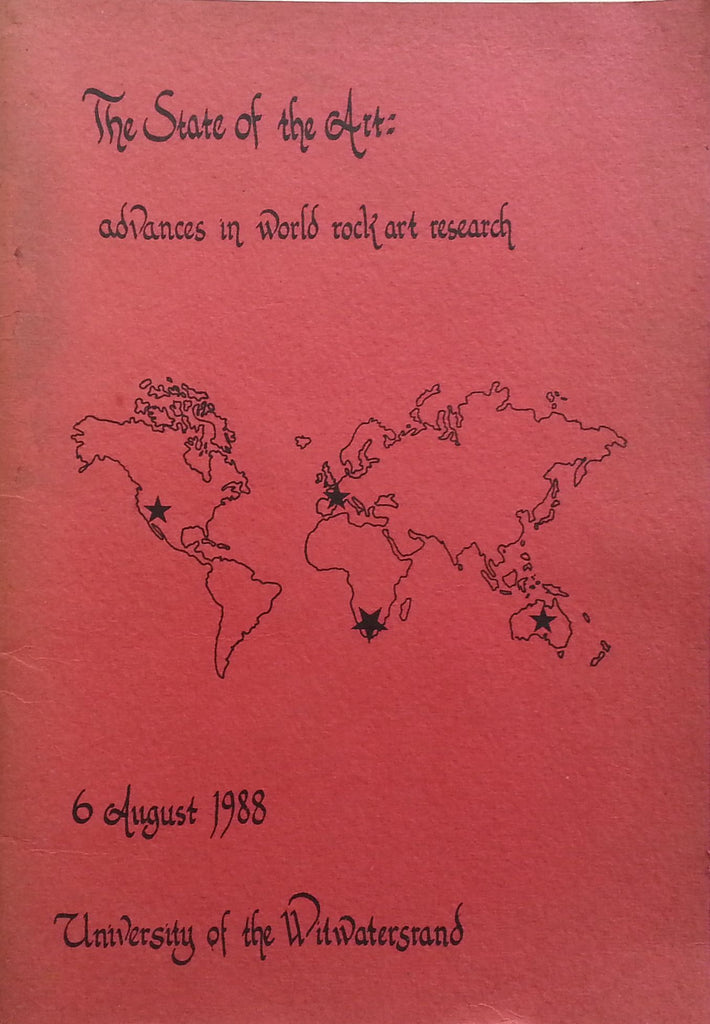 The State of the Art:
advances in world rock art research
6 August 1988
University of the Witwatersrand